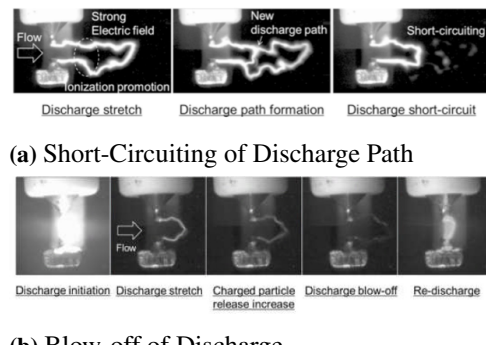 Strong
Electric field
Flow
Ionization promotion
New
discharge path
Short-circuiting
Discharge stretch
Discharge path formation
Discharge short-circuit
(a) Short-Circuiting of Discharge Path
Flow
Discharge initiation
Discharge stretch
Charged particle
release increase
Discharge blow-off
Re-discharge
(b) Blow-off of Discharge